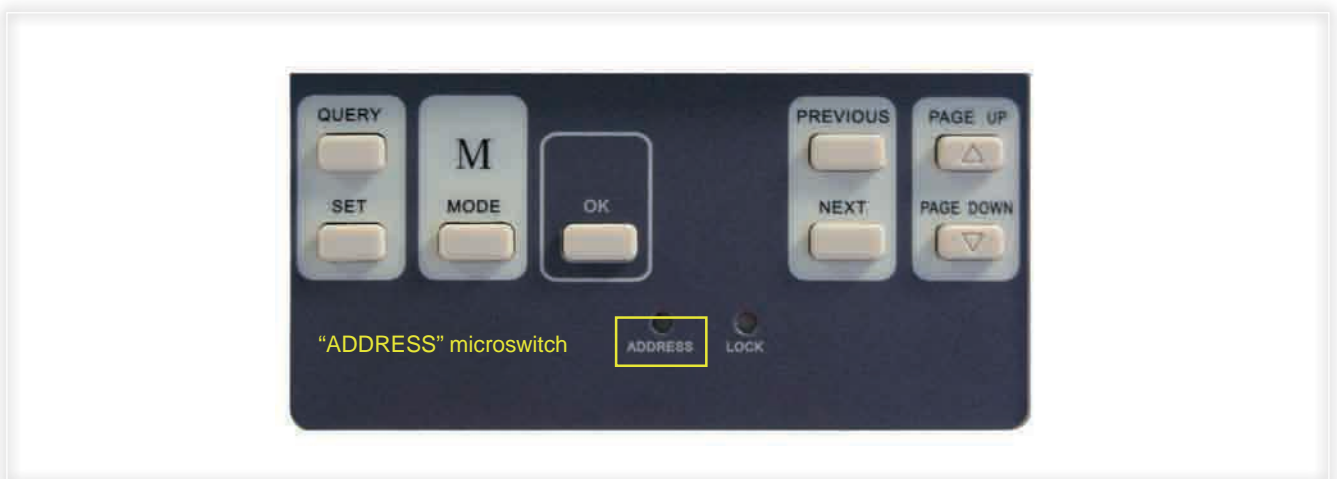 QUERY
PREVIOUS
PAGE UP
M
SET
MODE
OK
NEXT
PAGE DOWN
“ADDRESS” microswitch
ADDRESS
LOCK